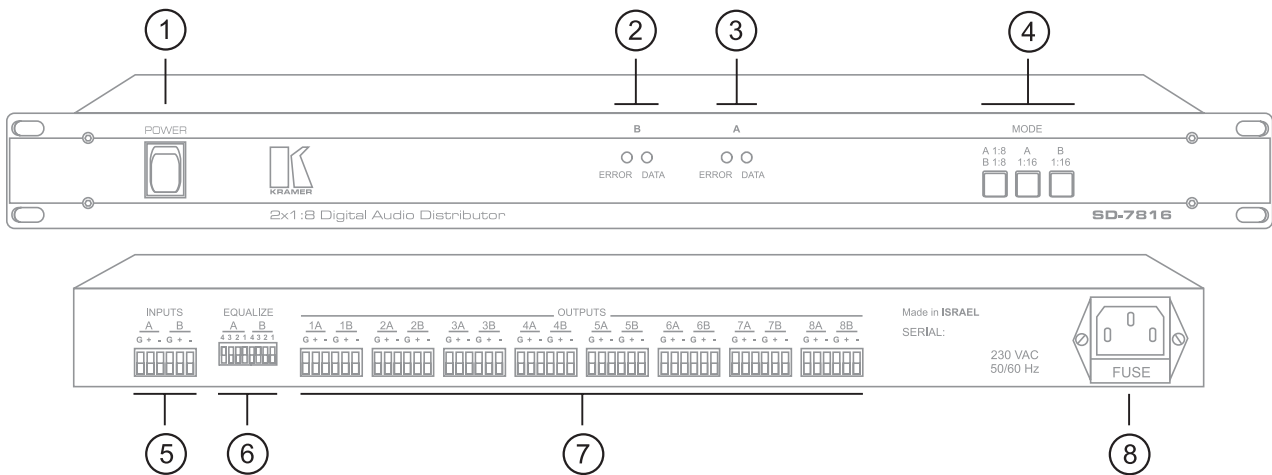 1 2 3 4
POWER B A MODE
A 1:8 A B
B 1:8 1:16 1:16
ERROR DATA ERROR DATA
K
KRAMER
2x1:8 Digital Audio Distributor SD-7816
INPUTS EQUALIZE OUTPUTS Made in ISRAEL
A B A B 1A 1B 2A 2B 3A 3B 4A 4B 5A 5B 6A 6B 7A 7B 8A 8B
G + - G + - 4 3 2 1 4 3 2 1 G + - G + - G + - G + - G + - G + - G + - G + - G + - G + - G + - G + - G + - G + - G + - G + -
SERIAL:
230 VAC
50/60 Hz
FUSE
5 6 7 8